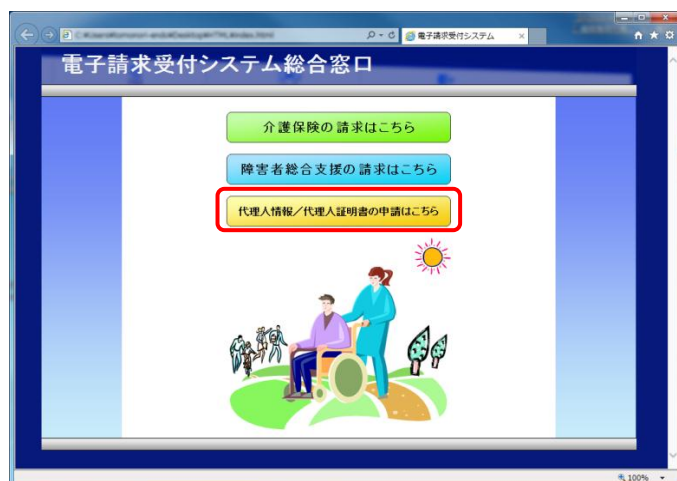 電子請求受付システム
電子請求受付システム総合窓口
介護保険の請求はこちら
障害者総合支援の請求はこちら
代理人情報／代理人証明書の申請はこちら
100%